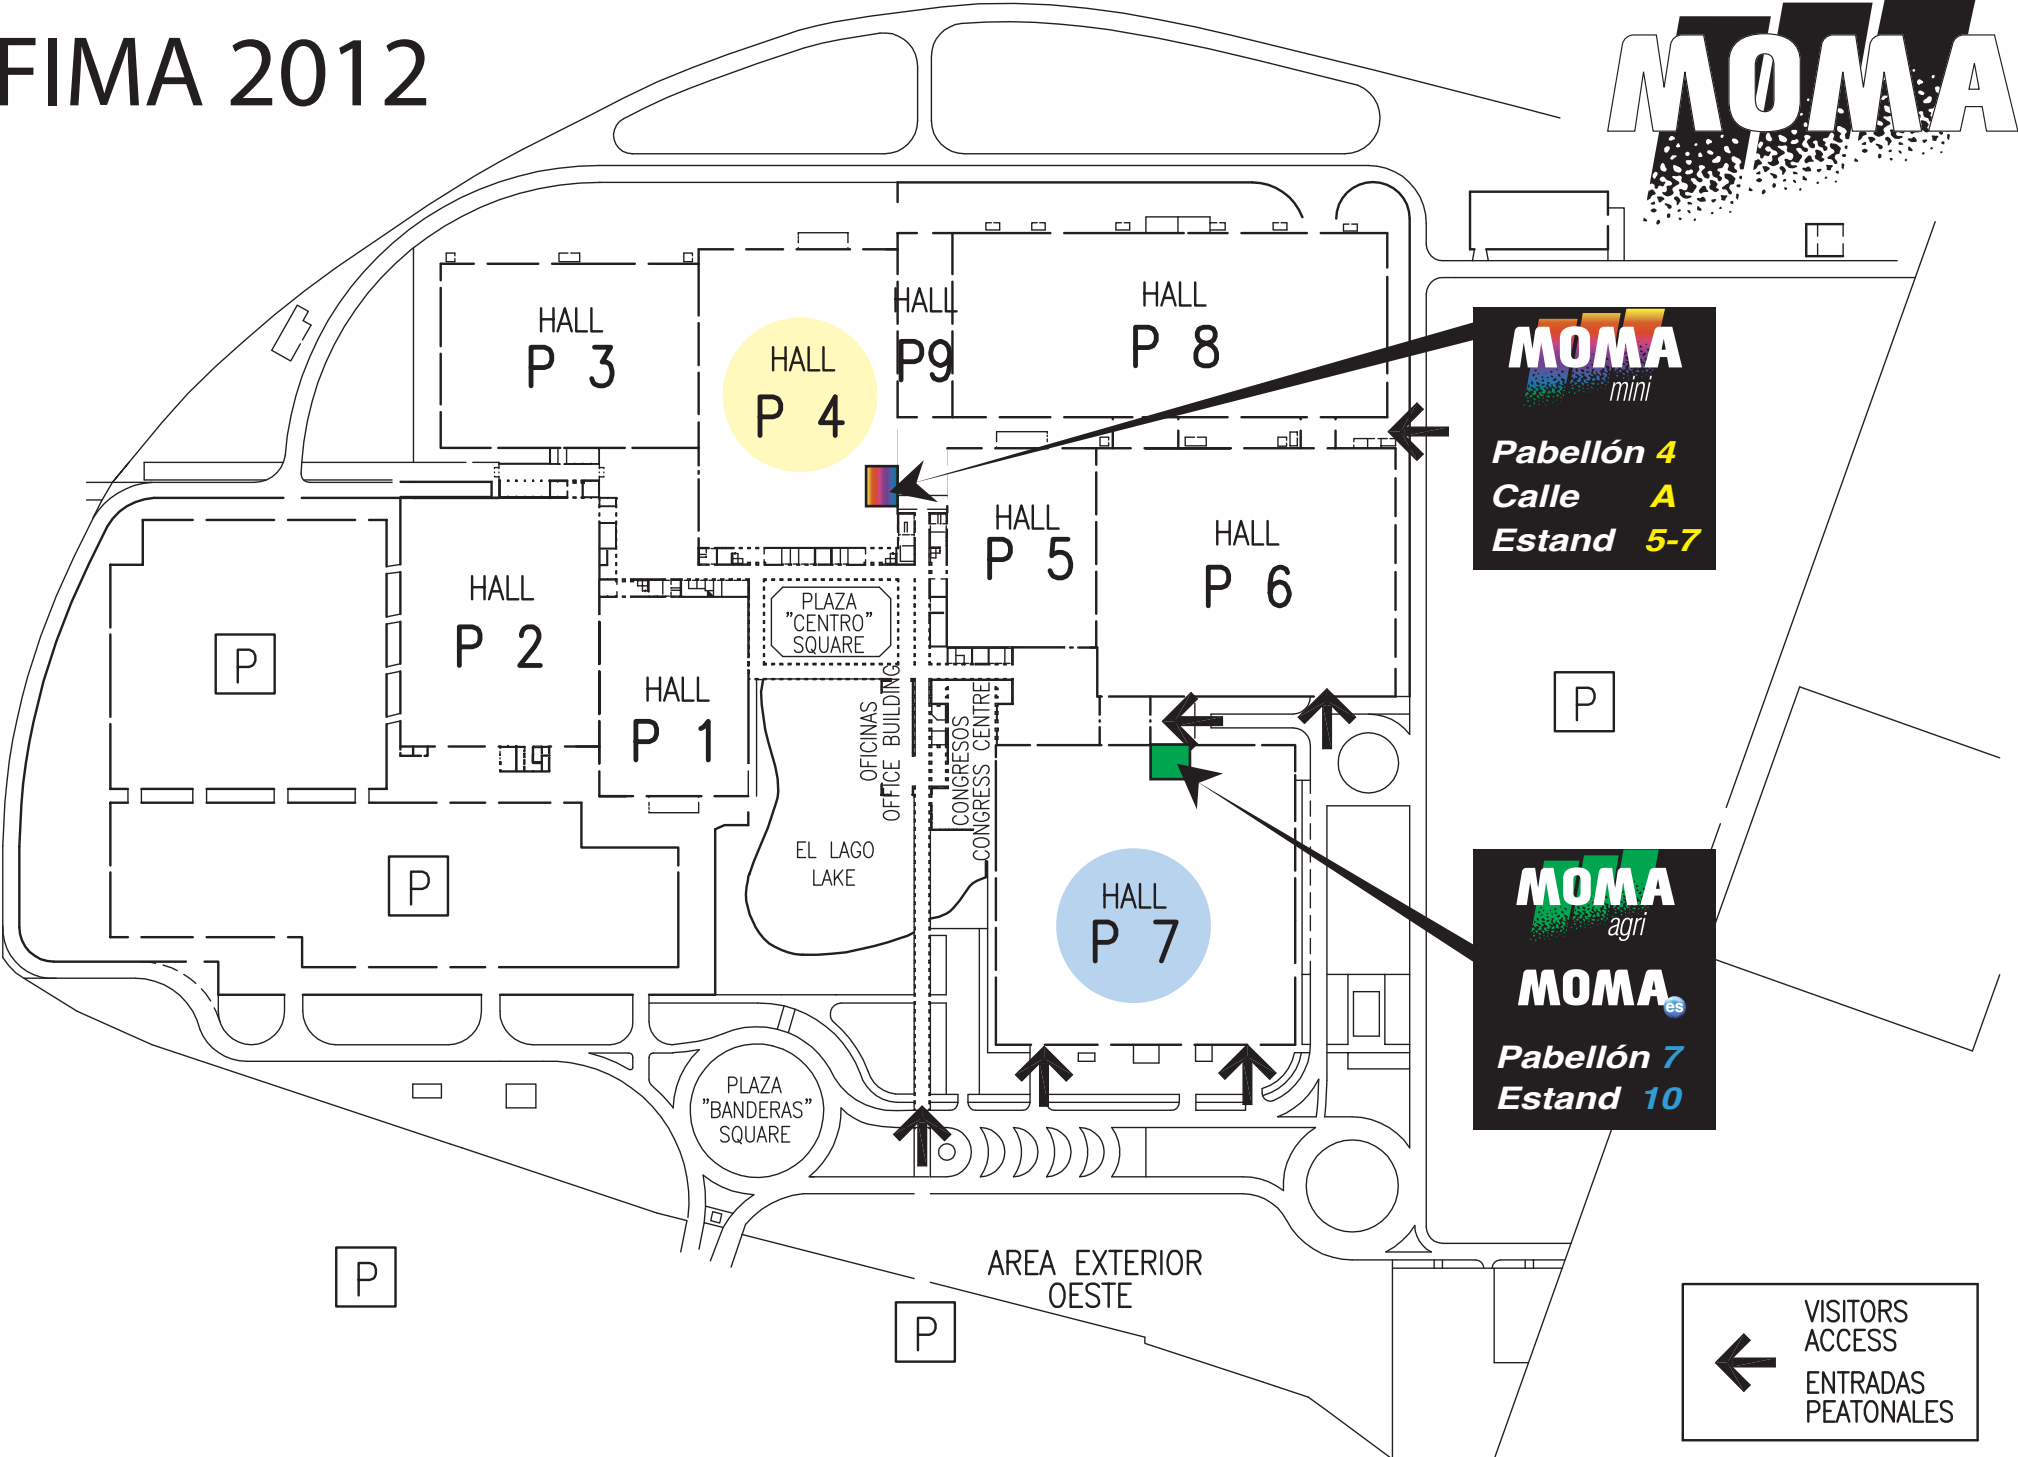 FIMA 2012
MOMA
HALL
P 3
HALL
P 4
HALL
P9
HALL
P 8
MOMA
mini
Pabellón 4
Calle A
Estand 5-7
HALL
P 2
HALL
P 1
HALL
P 5
HALL
P 6
PLAZA
"CENTRO"
SQUARE
P
P
P
OFICINAS
OFFICE BUILDING
CONGRESOS
CONGRESS CENTRE
EL LAGO
LAKE
HALL
P 7
MOMA
agri
MOMA es
Pabellón 7
Estand 10
PLAZA
"BANDERAS"
SQUARE
AREA EXTERIOR
OESTE
P
P
VISITORS
ACCESS
ENTRADAS
PEATONALES